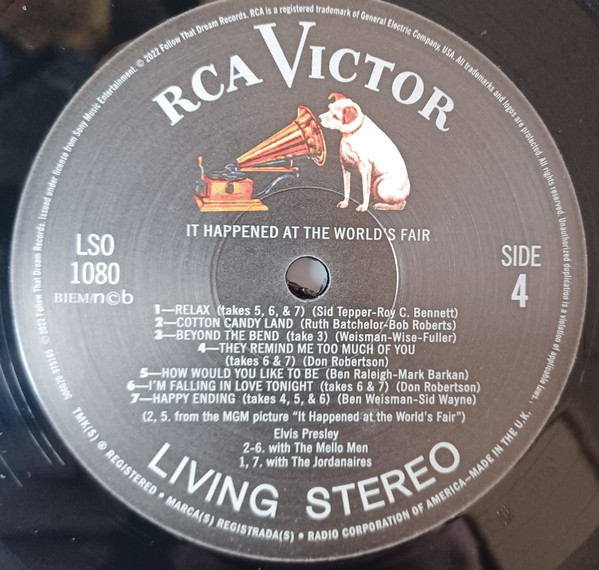 ℗ 2022 Follow That Dream Records. Issued under license from Sony Music Entertainment. © 2022 Follow That Dream Records. RCA is a registered trademark of General Electric Company, USA. All trademarks and logos are protected. All rights reserved. Unauthorized duplication is a violation of applicable laws.
RCA VICTOR
IT HAPPENED AT THE WORLD'S FAIR
LSO
1080
BIEM/n©b
SIDE
4
1—RELAX (takes 5, 6, & 7) (Sid Tepper-Roy C. Bennett)
2—COTTON CANDY LAND (Ruth Batchelor-Bob Roberts)
3—BEYOND THE BEND (take 3) (Weisman-Wise-Fuller)
4—THEY REMIND ME TOO MUCH OF YOU
(takes 6 & 7) (Don Robertson)
5—HOW WOULD YOU LIKE TO BE (Ben Raleigh-Mark Barkan)
6—I'M FALLING IN LOVE TONIGHT (takes 6 & 7) (Don Robertson)
7—HAPPY ENDING (takes 4, 5, & 6) (Ben Weisman-Sid Wayne)
(2, 5. from the MGM picture "It Happened at the World's Fair")
Elvis Presley
2-6. with The Mello Men
1, 7. with The Jordanaires
LIVING STEREO
TMK(S) ® REGISTERED • MARCA(S) REGISTRADA(S) • RADIO CORPORATION OF AMERICA—MADE IN THE U.K.